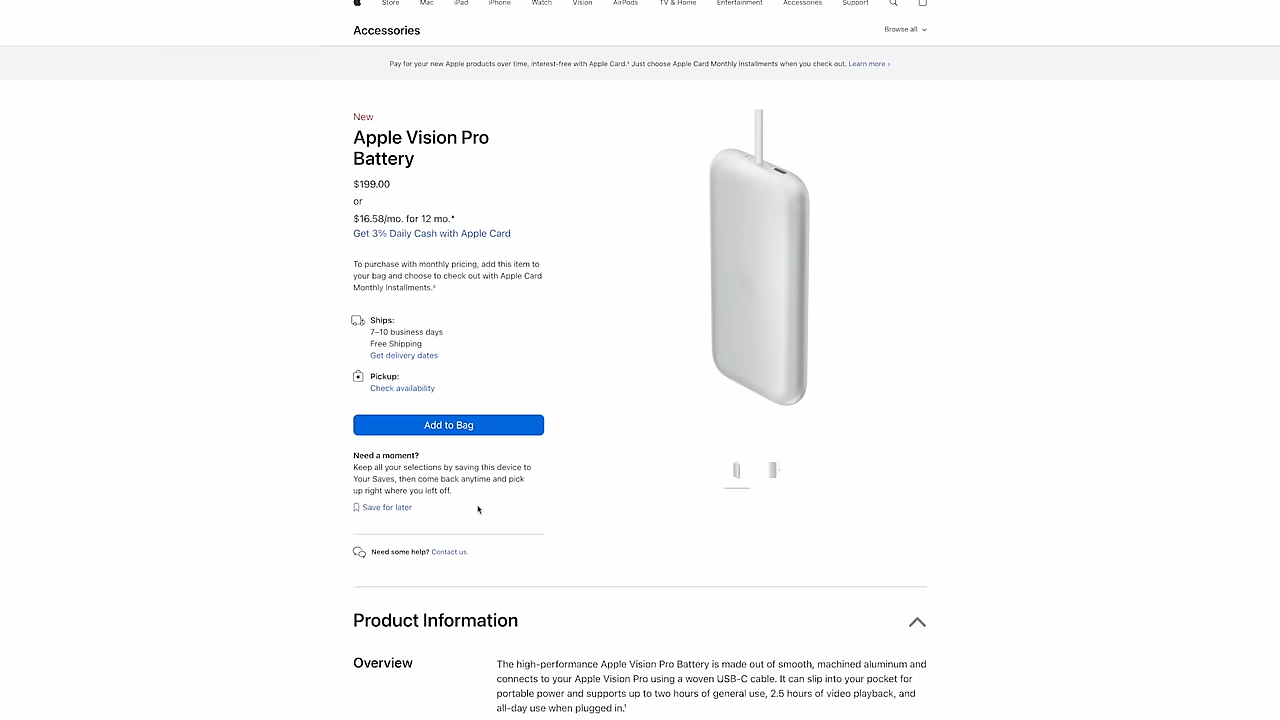 Store Mac iPad iPhone Watch Vision AirPods TV & Home Entertainment Accessories Support
Accessories
Browse all
Pay for your new Apple products over time, interest-free with Apple Card.◊ Just choose Apple Card Monthly Installments when you check out. Learn more >
New
Apple Vision Pro
Battery
$199.00
or
$16.58/mo. for 12 mo.*
Get 3% Daily Cash with Apple Card
To purchase with monthly pricing, add this item to
your bag and choose to check out with Apple Card
Monthly Installments.◊
Ships:
7–10 business days
Free Shipping
Get delivery dates
Pickup:
Check availability
Add to Bag
Need a moment?
Keep all your selections by saving this device to
Your Saves, then come back anytime and pick
up right where you left off.
Save for later
Need some help? Contact us.
Product Information
Overview
The high-performance Apple Vision Pro Battery is made out of smooth, machined aluminum and
connects to your Apple Vision Pro using a woven USB-C cable. It can slip into your pocket for
portable power and supports up to two hours of general use, 2.5 hours of video playback, and
all-day use when plugged in.¹